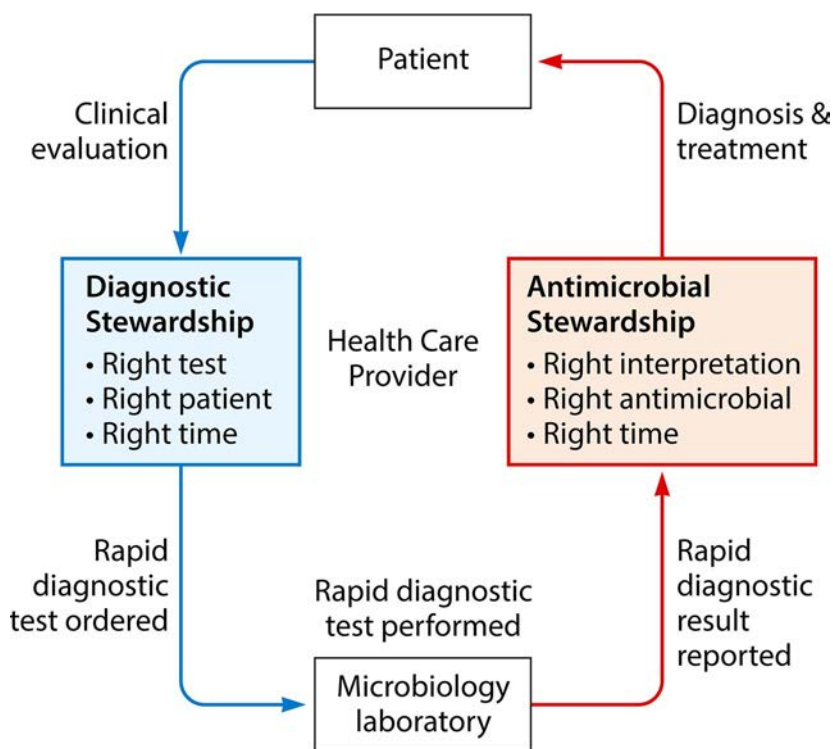 Patient
Clinical
evaluation
Diagnosis &
treatment
Diagnostic
Stewardship
• Right test
• Right patient
• Right time
Health Care
Provider
Antimicrobial
Stewardship
• Right interpretation
• Right antimicrobial
• Right time
Rapid
diagnostic
test ordered
Rapid diagnostic
test performed
Microbiology
laboratory
Rapid
diagnostic
result
reported